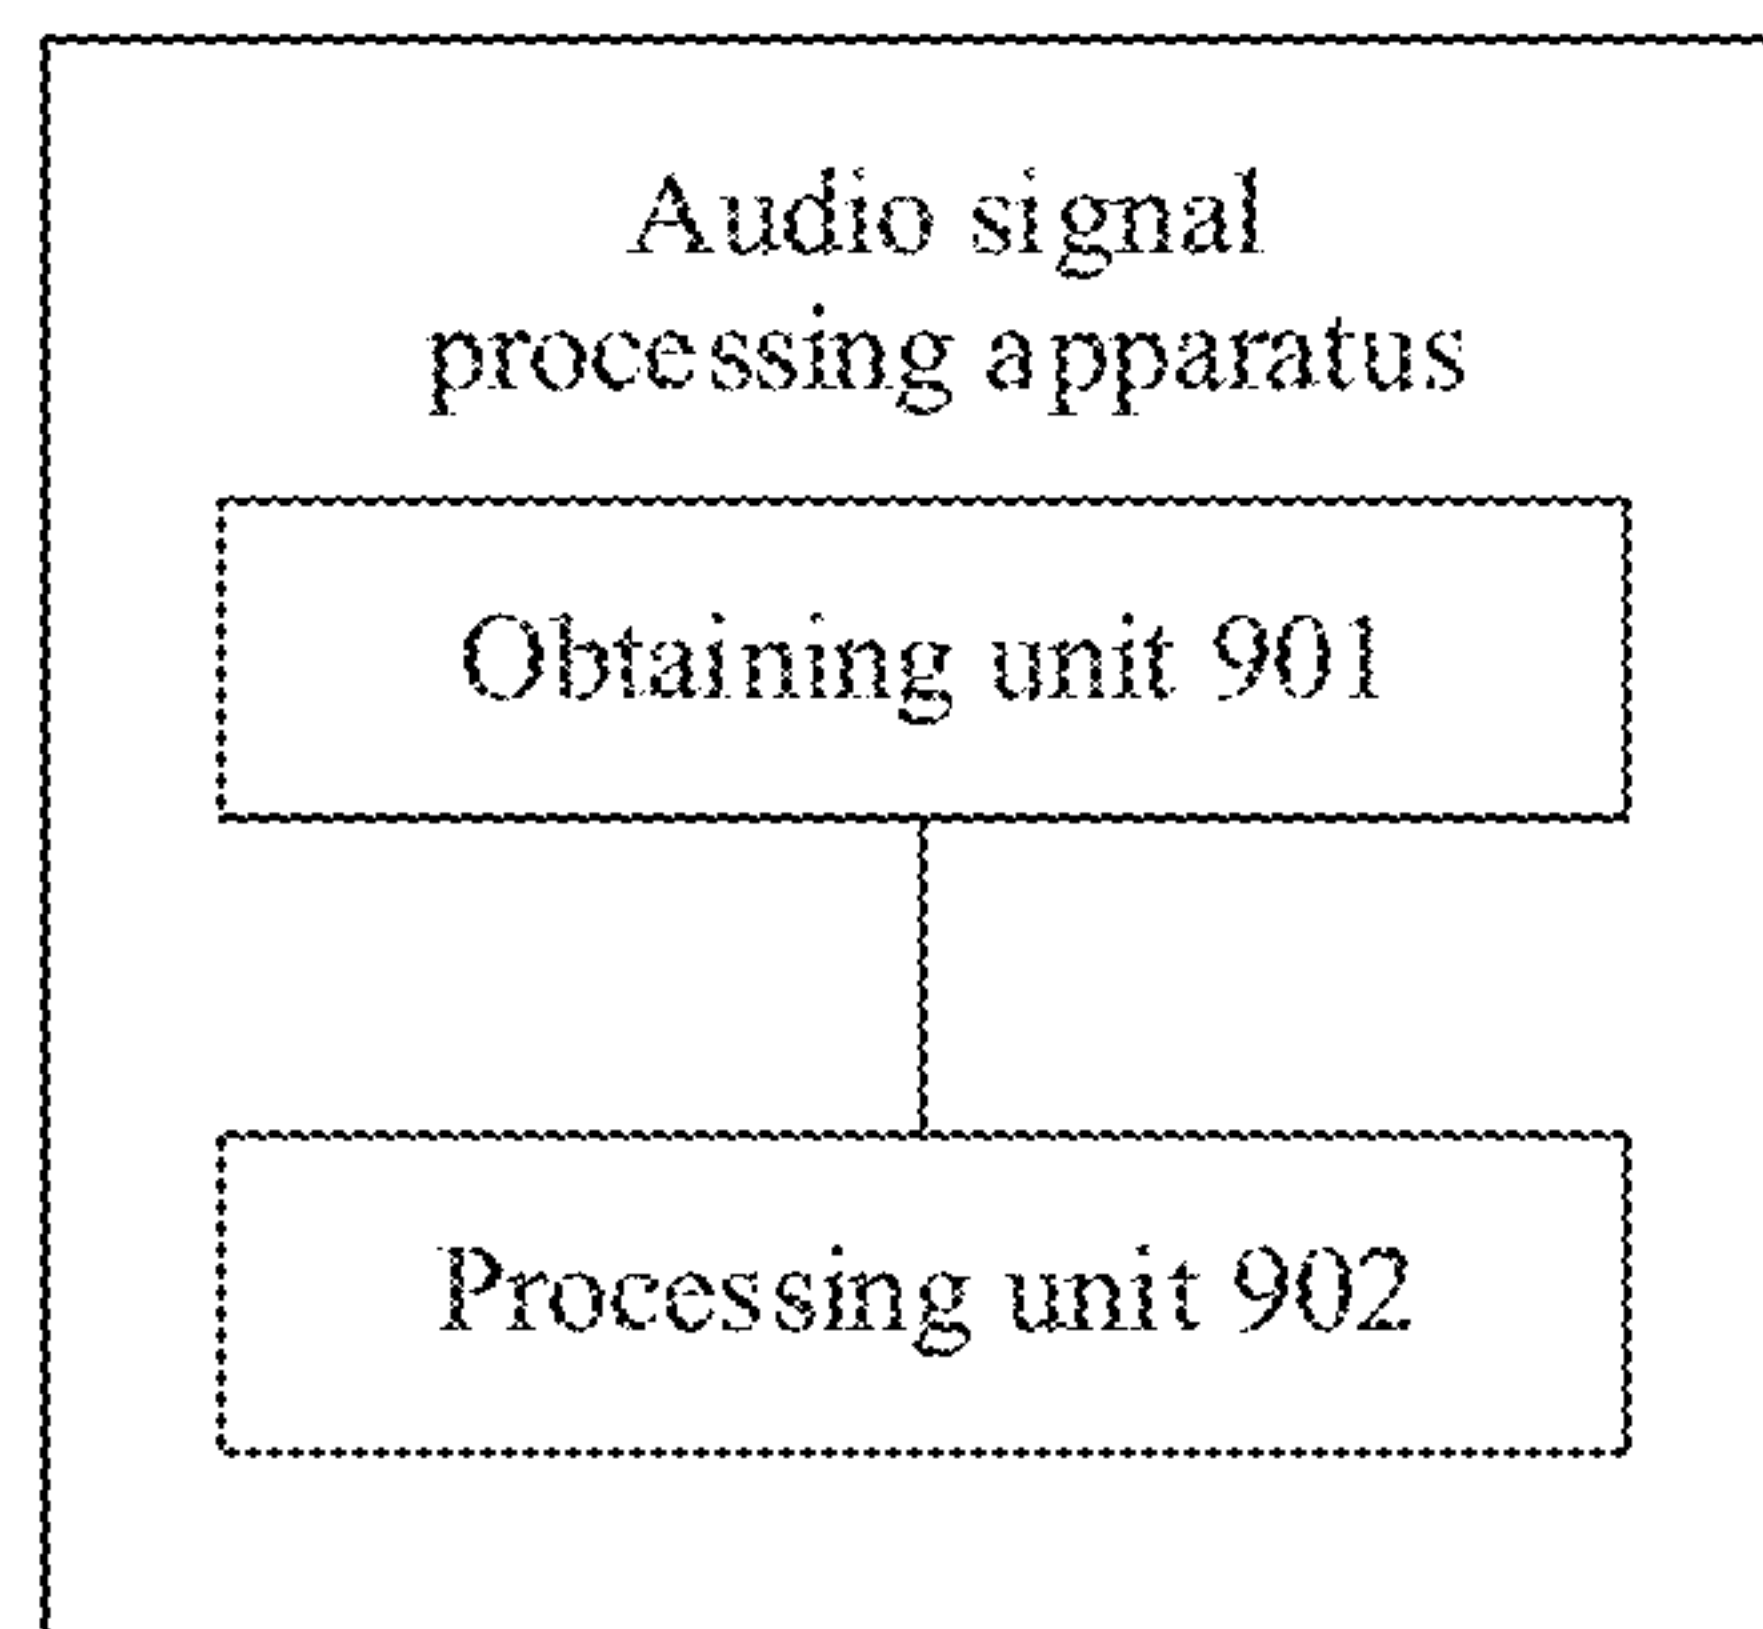 Audio signal
processing apparatus
Obtaining unit 901
Processing unit 902